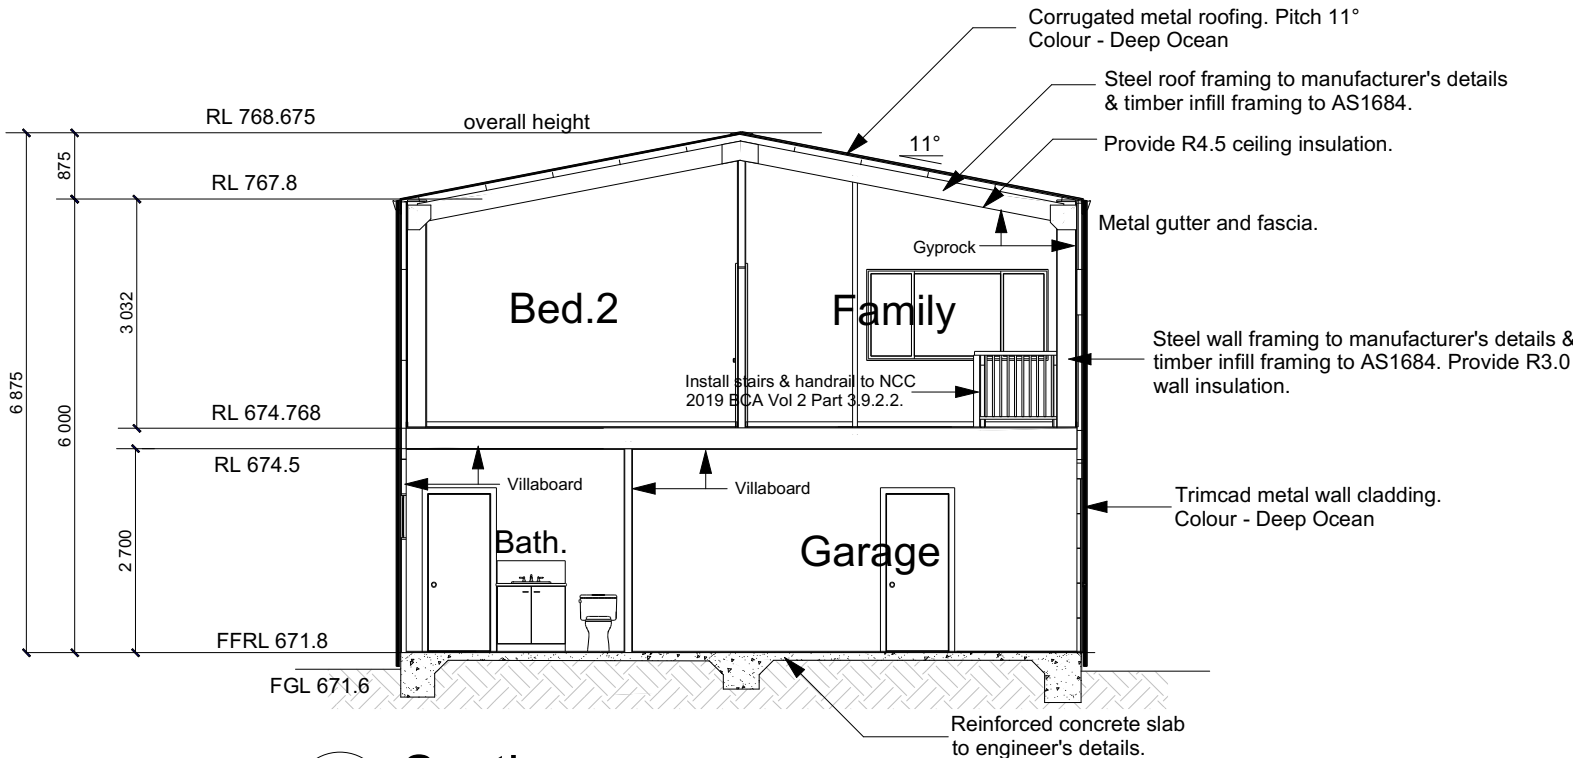 Corrugated metal roofing. Pitch 11°
Colour - Deep Ocean
Steel roof framing to manufacturer's details
& timber infill framing to AS1684.
Provide R4.5 ceiling insulation.
RL 768.675
overall height
11°
875
RL 767.8
Metal gutter and fascia.
Gyprock
Bed.2
Family
3 032
Steel wall framing to manufacturer's details &
timber infill framing to AS1684. Provide R3.0
wall insulation.
Install stairs & handrail to NCC
2019 BCA Vol 2 Part 3.9.2.2.
6 875
6 000
RL 674.768
RL 674.5
Villaboard
Villaboard
Trimcad metal wall cladding.
Colour - Deep Ocean
2 700
Bath.
Garage
FFRL 671.8
FGL 671.6
Reinforced concrete slab
to engineer's details.